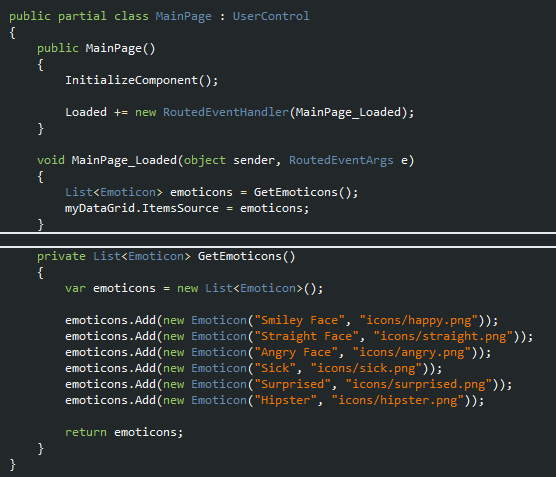 public partial class MainPage : UserControl
{
    public MainPage()
    {
        InitializeComponent();

        Loaded += new RoutedEventHandler(MainPage_Loaded);
    }

    void MainPage_Loaded(object sender, RoutedEventArgs e)
    {
        List<Emoticon> emoticons = GetEmoticons();
        myDataGrid.ItemsSource = emoticons;
    }
    private List<Emoticon> GetEmoticons()
    {
        var emoticons = new List<Emoticon>();

        emoticons.Add(new Emoticon("Smiley Face", "icons/happy.png"));
        emoticons.Add(new Emoticon("Straight Face", "icons/straight.png"));
        emoticons.Add(new Emoticon("Angry Face", "icons/angry.png"));
        emoticons.Add(new Emoticon("Sick", "icons/sick.png"));
        emoticons.Add(new Emoticon("Surprised", "icons/surprised.png"));
        emoticons.Add(new Emoticon("Hipster", "icons/hipster.png"));

        return emoticons;
    }
}